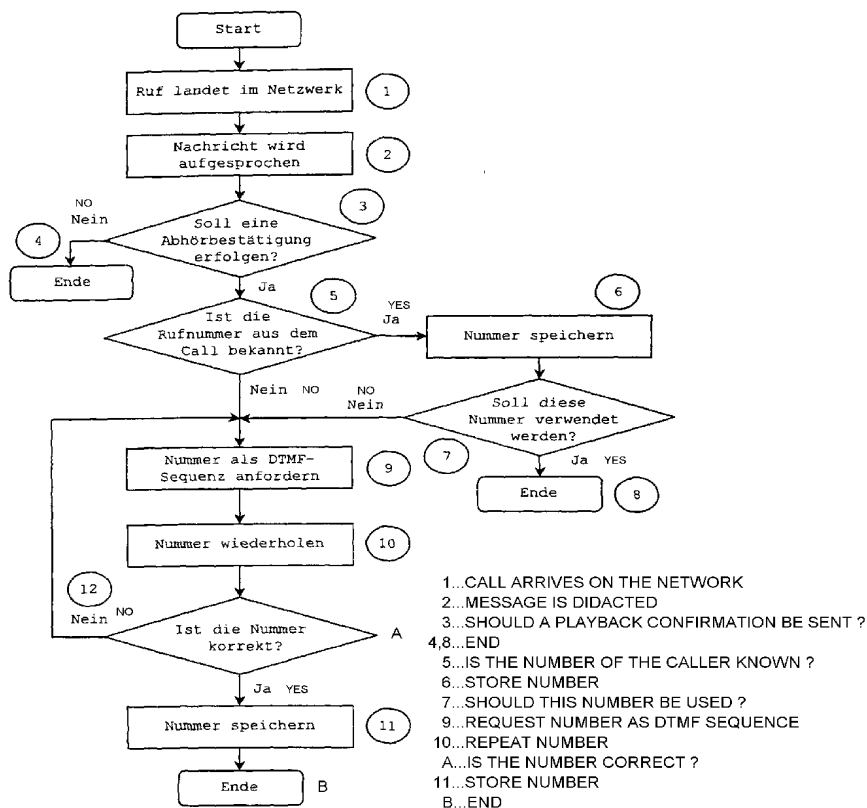 Start
Ruf landet im Netzwerk
1
Nachricht wird
aufgesprochen
2
3
NO
Nein
4
Soll eine
Abhörbestätigung
erfolgen?
Ende
Ja
5
6
Ist die
Rufnummer aus dem
Call bekannt?
YES
Ja
Nummer speichern
Nein NO
NO
Nein
Soll diese
Nummer verwendet
werden?
7
Ja YES
Nummer als DTMF-
Sequenz anfordern
9
Ende
8
Nummer wiederholen
10
12
Nein NO
Ist die Nummer
korrekt?
A
Ja YES
Nummer speichern
11
Ende
B
1...CALL ARRIVES ON THE NETWORK
2...MESSAGE IS DIDACTED
3...SHOULD A PLAYBACK CONFIRMATION BE SENT ?
4,8...END
5...IS THE NUMBER OF THE CALLER KNOWN ?
6...STORE NUMBER
7...SHOULD THIS NUMBER BE USED ?
9...REQUEST NUMBER AS DTMF SEQUENCE
10...REPEAT NUMBER
A...IS THE NUMBER CORRECT ?
11...STORE NUMBER
B...END